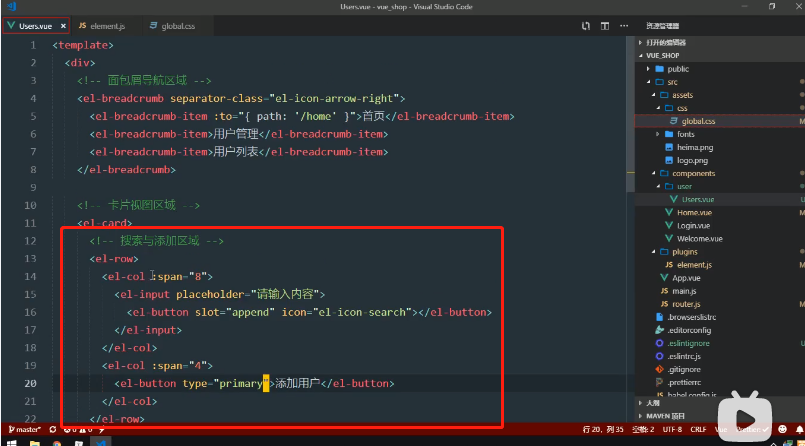 Users.vue - vue_shop - Visual Studio Code
Users.vue
element.js
global.css
1 <template>
2 <div>
3 <!-- 面包屑导航区域 -->
4 <el-breadcrumb separator-class="el-icon-arrow-right">
5 <el-breadcrumb-item :to="{ path: '/home' }">首页</el-breadcrumb-item>
6 <el-breadcrumb-item>用户管理</el-breadcrumb-item>
7 <el-breadcrumb-item>用户列表</el-breadcrumb-item>
8 </el-breadcrumb>
9
10 <!-- 卡片视图区域 -->
11 <el-card>
12 <!-- 搜索与添加区域 -->
13 <el-row>
14 <el-col :span="8">
15 <el-input placeholder="请输入内容">
16 <el-button slot="append" icon="el-icon-search"></el-button>
17 </el-input>
18 </el-col>
19 <el-col :span="4">
20 <el-button type="primary">添加用户</el-button>
21 </el-col>
22 </el-row>
资源管理器
打开的编辑器
VUE_SHOP
public
src
assets
css
global.css M
fonts
heima.png
logo.png
components
user
Users.vue U
Home.vue M
Login.vue
Welcome.vue
plugins
element.js M
App.vue
main.js
router.js M
.browserslistrc
.editorconfig
.eslintignore U
.eslintrc.js
.gitignore
.prettierrc
babel.config.js
大纲
MAVEN 项目
master*
0 0
行 20，列 35
空格: 2
UTF-8
CRLF
Vue
Prettier